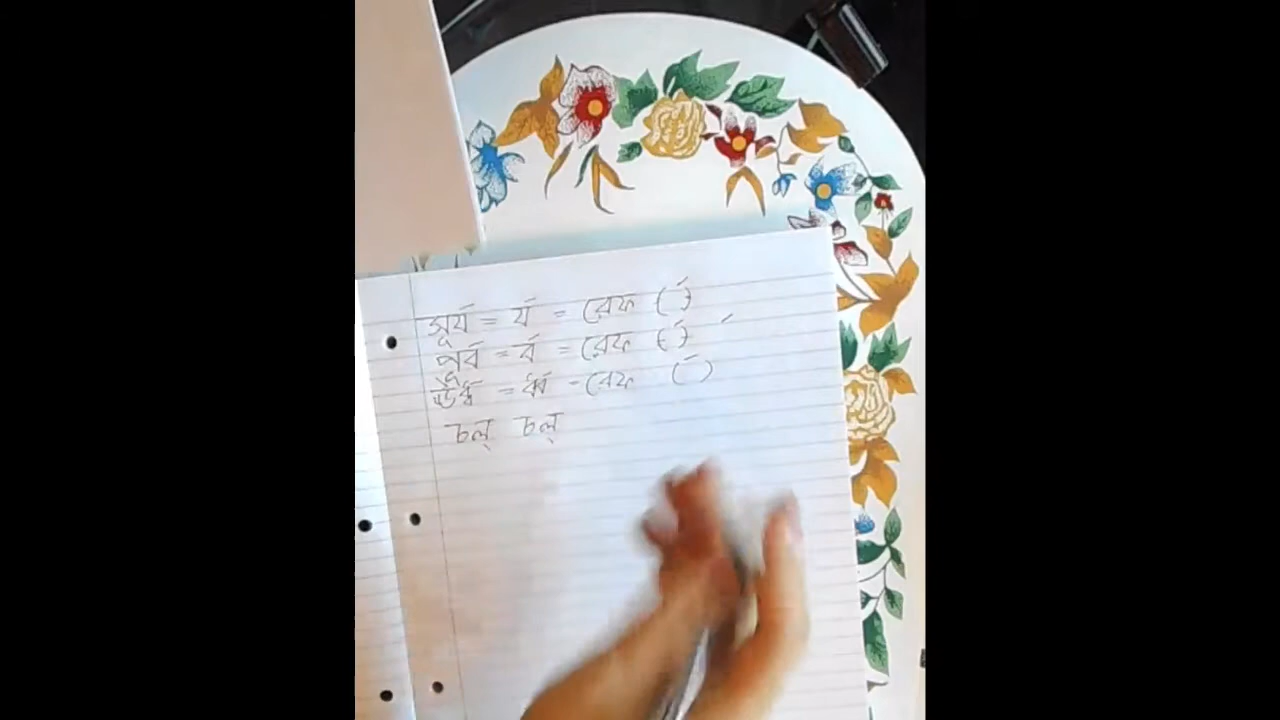 সূর্য = র্য = রেফ (র্)
পূর্ব = র্ব = রেফ (র্)
ঊর্ধ্ব = র্ধ্ব = রেফ (র্)
চল্ চল্